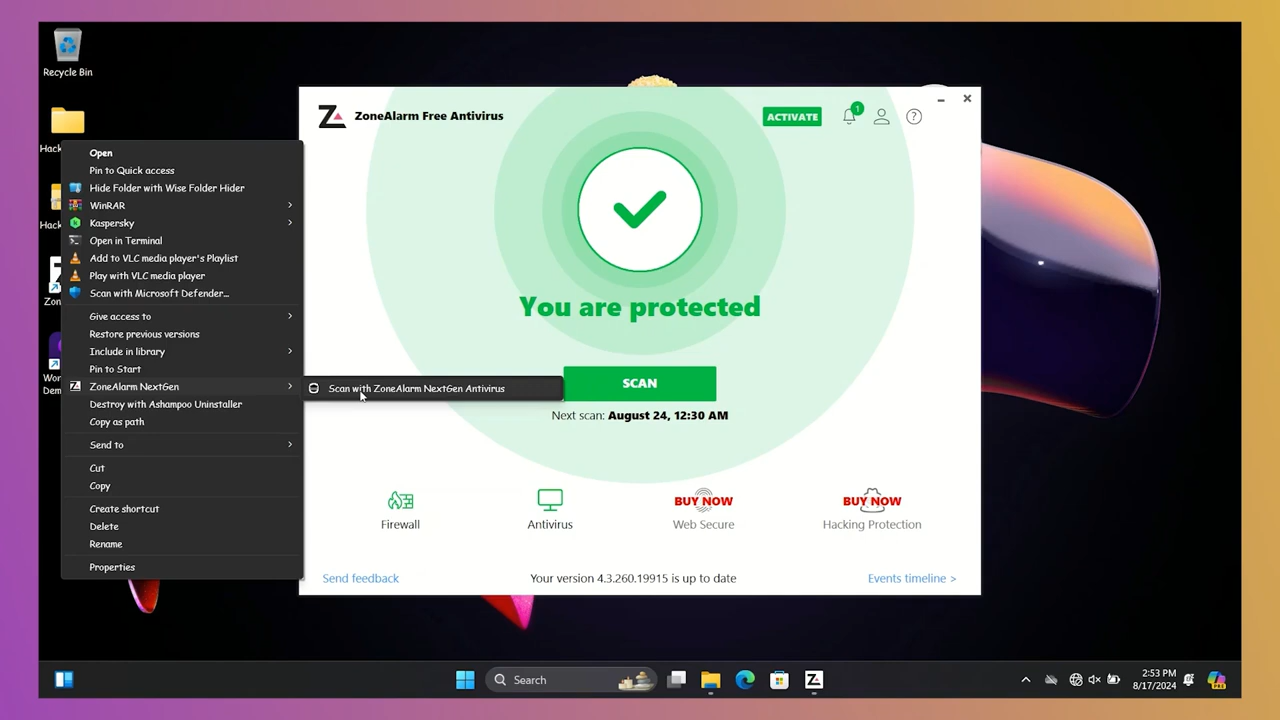 Recycle Bin
Hack
Hack
Zon
Wor
Dem
Open
Pin to Quick access
Hide Folder with Wise Folder Hider
WinRAR
Kaspersky
Open in Terminal
Add to VLC media player's Playlist
Play with VLC media player
Scan with Microsoft Defender...
Give access to
Restore previous versions
Include in library
Pin to Start
ZoneAlarm NextGen
Destroy with Ashampoo Uninstaller
Copy as path
Send to
Cut
Copy
Create shortcut
Delete
Rename
Properties
Scan with ZoneAlarm NextGen Antivirus
ZoneAlarm Free Antivirus
ACTIVATE
1
You are protected
SCAN
Next scan: August 24, 12:30 AM
Firewall
Antivirus
BUY NOW
Web Secure
BUY NOW
Hacking Protection
Send feedback
Your version 4.3.260.19915 is up to date
Events timeline >
Search
2:53 PM
8/17/2024